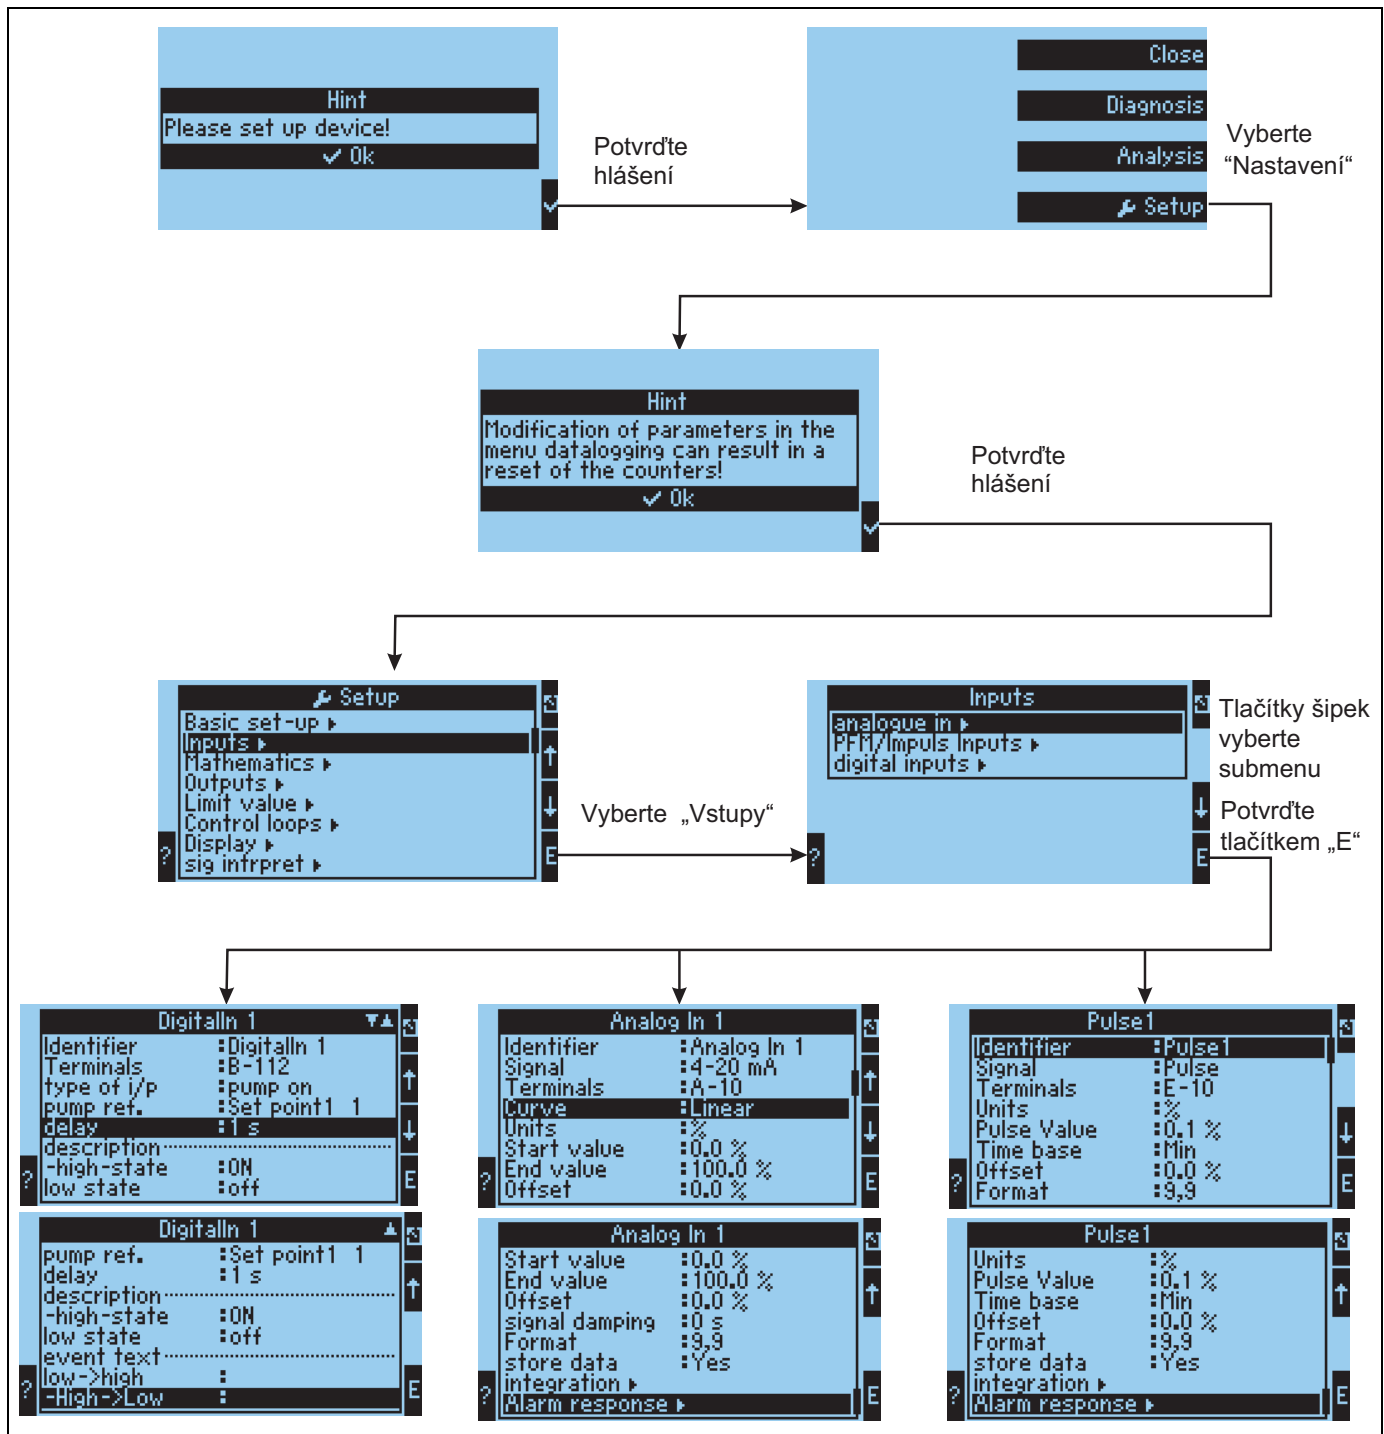 Hint
Please set up device!
✓ Ok
Potvrďte
hlášení
Close
Diagnosis
Analysis
Setup
Vyberte
“Nastavení“
Hint
Modification of parameters in the
menu datalogging can result in a
reset of the counters!
✓ Ok
Potvrďte
hlášení
Setup
Basic set-up
Inputs
Mathematics
Outputs
Limit value
Control loops
Display
sig intrpret
?
E
Vyberte „Vstupy“
Inputs
analogue in
PFM/Impuls Inputs
digital inputs
?
E
Tlačítky šipek
vyberte
submenu
Potvrďte
tlačítkem „E“
DigitalIn 1
Identifier :DigitalIn 1
Terminals :B-112
type of i/p :pump on
pump ref. :Set point1 1
delay :1 s
description
-high-state :ON
low state :off
?
E
Analog In 1
Identifier :Analog In 1
Signal :4-20 mA
Terminals :A-10
Curve :Linear
Units :%
Start value :0.0 %
End value :100.0 %
Offset :0.0 %
?
E
Pulse1
Identifier :Pulse1
Signal :Pulse
Terminals :E-10
Units :%
Pulse Value :0.1 %
Time base :Min
Offset :0.0 %
Format :9,9
?
E
DigitalIn 1
pump ref. :Set point1 1
delay :1 s
description
-high-state :ON
low state :off
event text
low->high :
-High->Low :
?
E
Analog In 1
Start value :0.0 %
End value :100.0 %
Offset :0.0 %
signal damping :0 s
Format :9,9
store data :Yes
integration
Alarm response
?
E
Pulse1
Units :%
Pulse Value :0.1 %
Time base :Min
Offset :0.0 %
Format :9,9
store data :Yes
integration
Alarm response
?
E